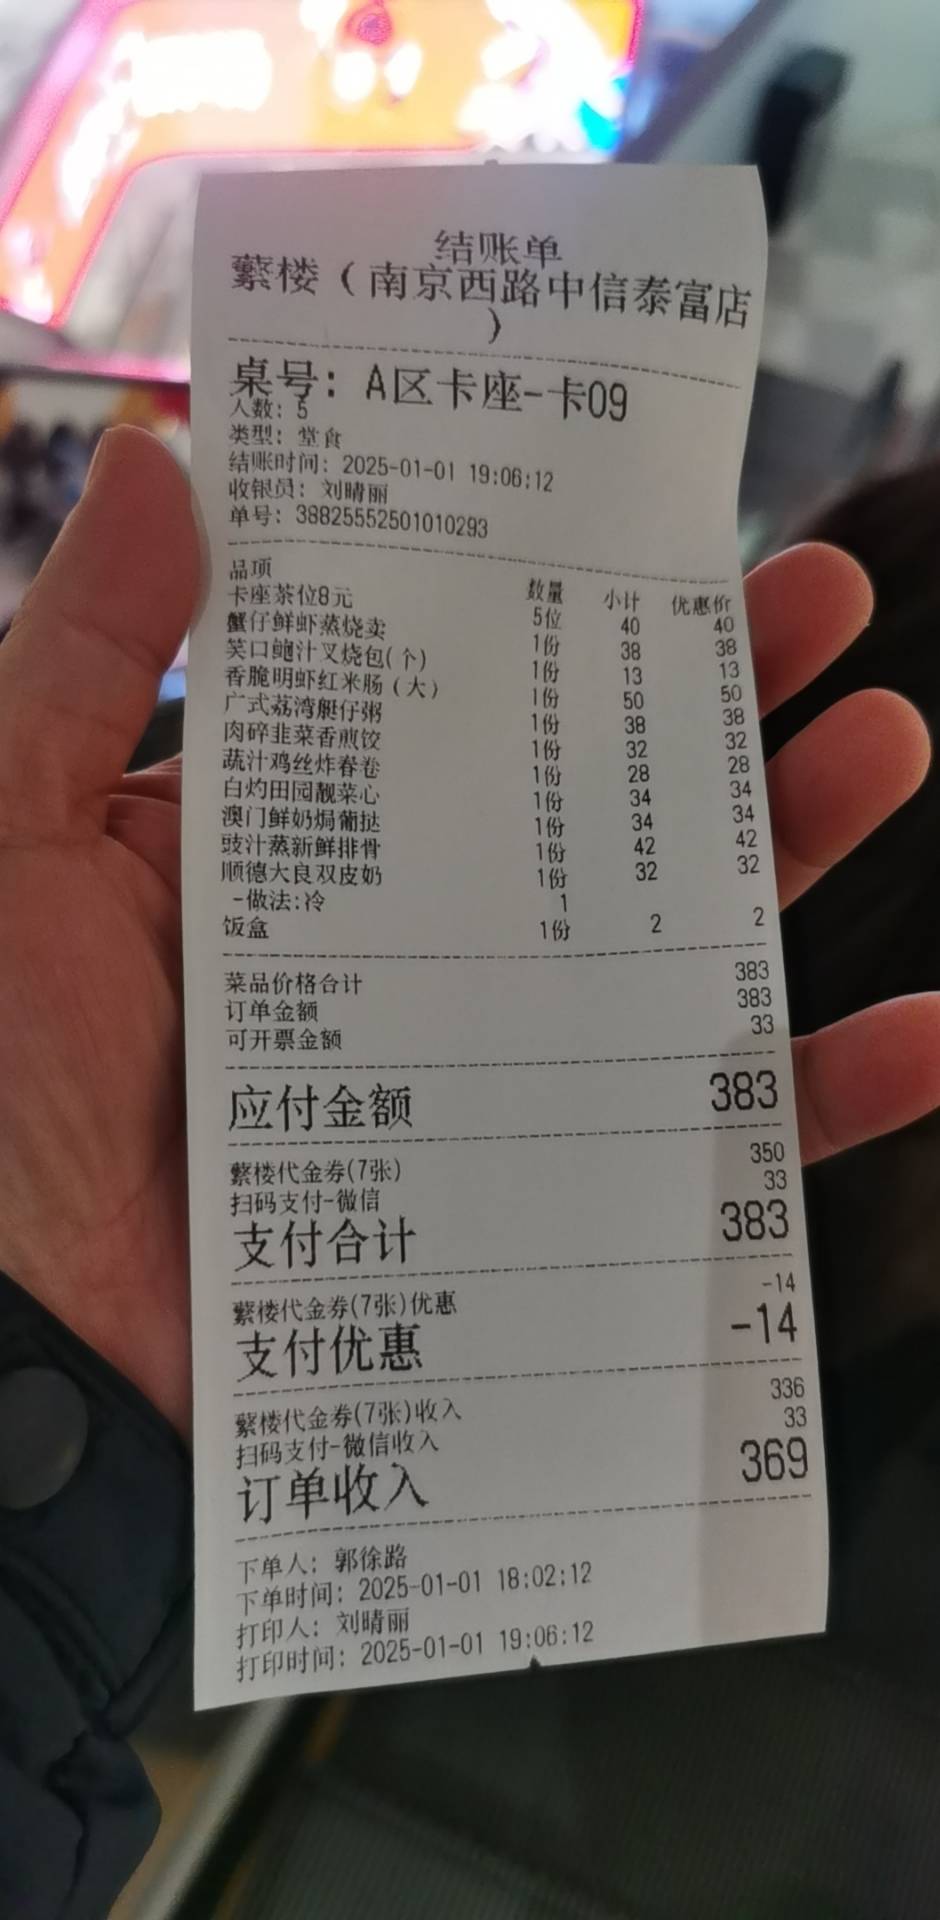 结账单
蘩楼（南京西路中信泰富店
）
桌号：A区卡座-卡09
人数：5
类型：堂食
结账时间：2025-01-01 19:06:12
收银员：刘晴丽
单号：38825555250101029​3
品项 数量 小计 优惠价
卡座茶位8元 5位 40 40
蟹仔鲜虾蒸烧卖 1份 38 38
笑口鲍汁叉烧包(个) 1份 13 13
香脆明虾红米肠（大） 1份 50 50
广式荔湾艇仔粥 1份 38 38
肉碎韭菜香煎饺 1份 32 32
蔬汁鸡丝炸春卷 1份 28 28
白灼田园靓菜心 1份 34 34
澳门鲜奶焗葡挞 1份 34 34
豉汁蒸新鲜排骨 1份 42 42
顺德大良双皮奶 1份 32 32
-做法:冷 1
饭盒 1份 2 2
菜品价格合计 383
订单金额 383
可开票金额 33
应付金额 383
蘩楼代金券(7张) 350
扫码支付-微信 33
支付合计 383
蘩楼代金券(7张)优惠 -14
支付优惠 -14
蘩楼代金券(7张)收入 336
扫码支付-微信收入 33
订单收入 369
下单人：郭徐路
下单时间：2025-01-01 18:02:12
打印人：刘晴丽
打印时间：2025-01-01 19:06:12